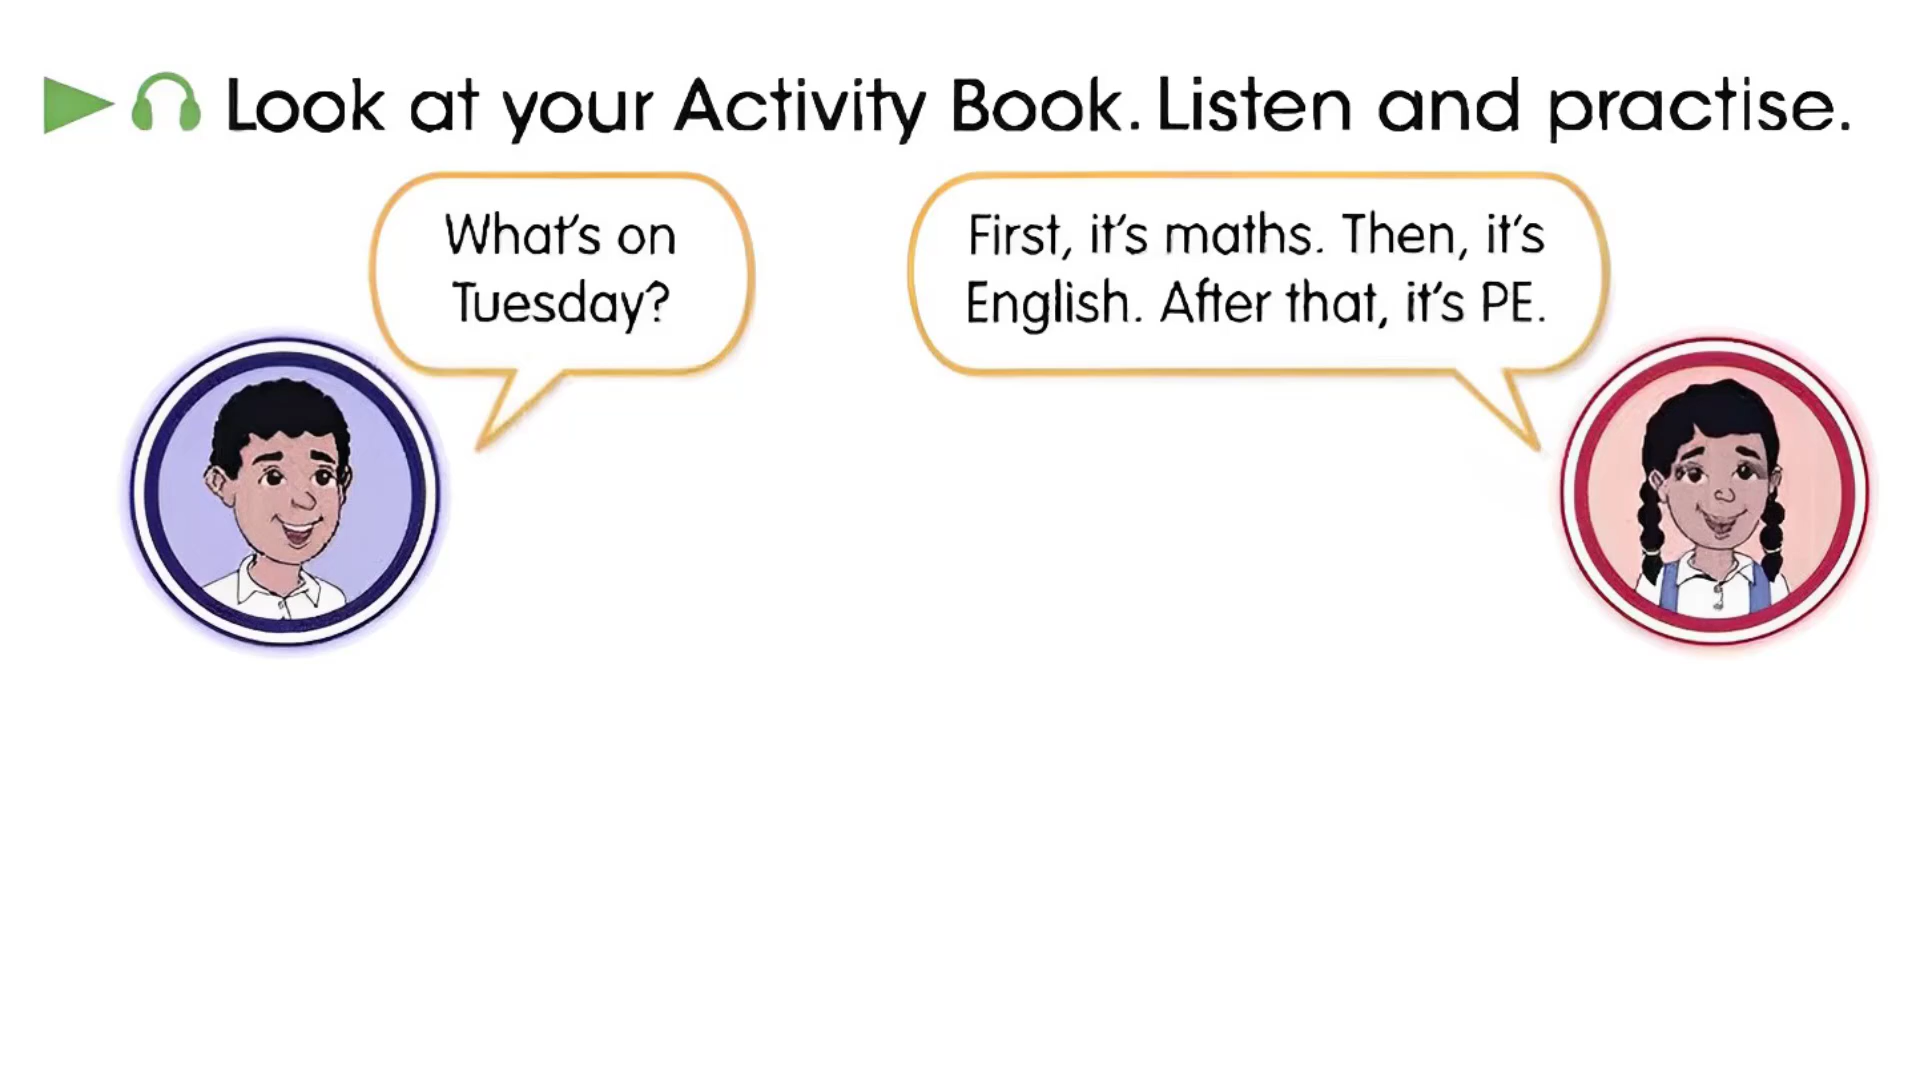 Look at your Activity Book. Listen and practise.
What's on
Tuesday?
First, it's maths. Then, it's
English. After that, it's PE.